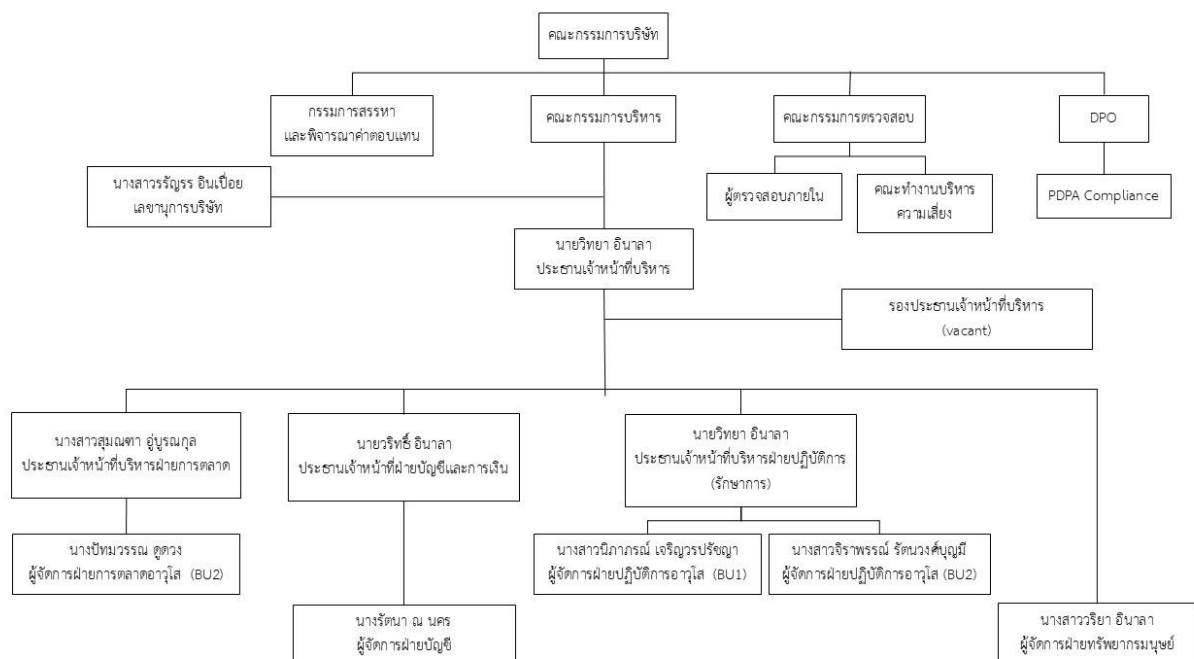 คณะกรรมการบริษัท
กรรมการสรรหา
และพิจารณาค่าตอบแทน
คณะกรรมการบริหาร
คณะกรรมการตรวจสอบ
DPO
นางสาวรรัญรร อินเปื่อย
เลขานุการบริษัท
ผู้ตรวจสอบภายใน
คณะทำงานบริหาร
ความเสี่ยง
PDPA Compliance
นายวิทยา อินาลา
ประธานเจ้าหน้าที่บริหาร
รองประธานเจ้าหน้าที่บริหาร
(vacant)
นางสาวสุมณฑา อู่บูรณกุล
ประธานเจ้าหน้าที่บริหารฝ่ายการตลาด
นายวริทธิ์ อินาลา
ประธานเจ้าหน้าที่ฝ่ายบัญชีและการเงิน
นายวิทยา อินาลา
ประธานเจ้าหน้าที่บริหารฝ่ายปฏิบัติการ
(รักษาการ)
นางปัทมวรรณ ดูดวง
ผู้จัดการฝ่ายการตลาดอาวุโส (BU2)
นางสาวนิภาภรณ์ เจริญวรปรัชญา
ผู้จัดการฝ่ายปฏิบัติการอาวุโส (BU1)
นางสาวจิราพรรณ์ รัตนวงศ์บุญมี
ผู้จัดการฝ่ายปฏิบัติการอาวุโส (BU2)
นางรัตนา ณ นคร
ผู้จัดการฝ่ายบัญชี
นางสาววริยา อินาลา
ผู้จัดการฝ่ายทรัพยากรมนุษย์